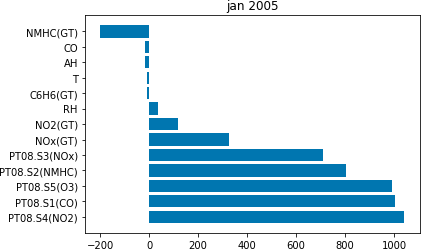 jan 2005
NMHC(GT)
CO
AH
T
C6H6(GT)
RH
NO2(GT)
NOx(GT)
PT08.S3(NOx)
PT08.S2(NMHC)
PT08.S5(O3)
PT08.S1(CO)
PT08.S4(NO2)
−200 0 200 400 600 800 1000